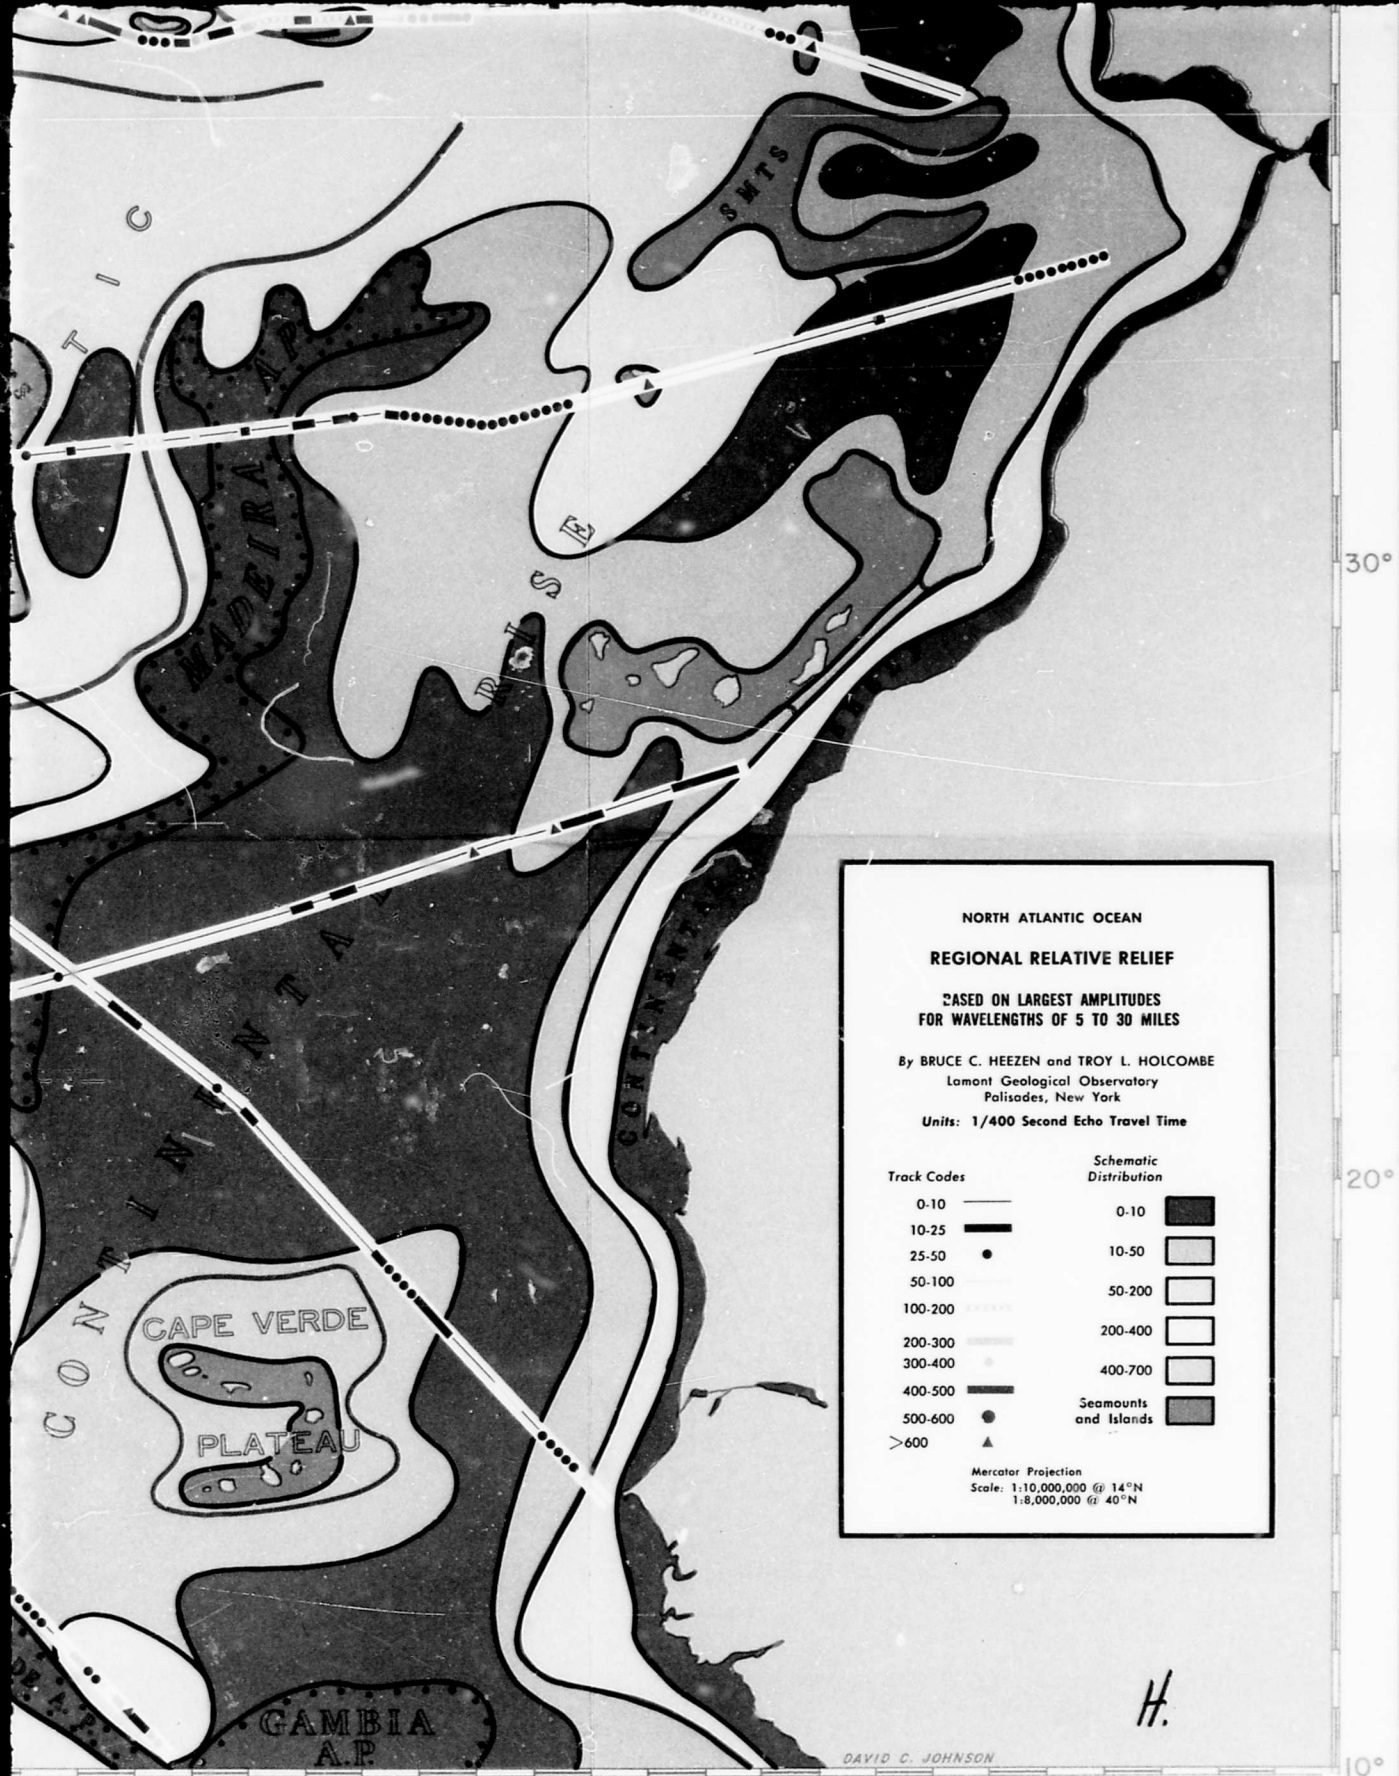 T I C
SMTS
A P
MADEIRA
30°
CONTINENTAL RISE
CONTINENTAL
NORTH ATLANTIC OCEAN
REGIONAL RELATIVE RELIEF
BASED ON LARGEST AMPLITUDES
FOR WAVELENGTHS OF 5 TO 30 MILES
By BRUCE C. HEEZEN and TROY L. HOLCOMBE
Lamont Geological Observatory
Palisades, New York
Units: 1/400 Second Echo Travel Time
Track Codes
0-10
10-25
25-50
50-100
100-200
200-300
300-400
400-500
500-600
>600
Schematic
Distribution
0-10
10-50
50-200
200-400
400-700
Seamounts
and Islands
Mercator Projection
Scale: 1:10,000,000 @ 14°N
1:8,000,000 @ 40°N
20°
CAPE VERDE
PLATEAU
DE A. P.
GAMBIA
A.P.
H.
DAVID C. JOHNSON
10°